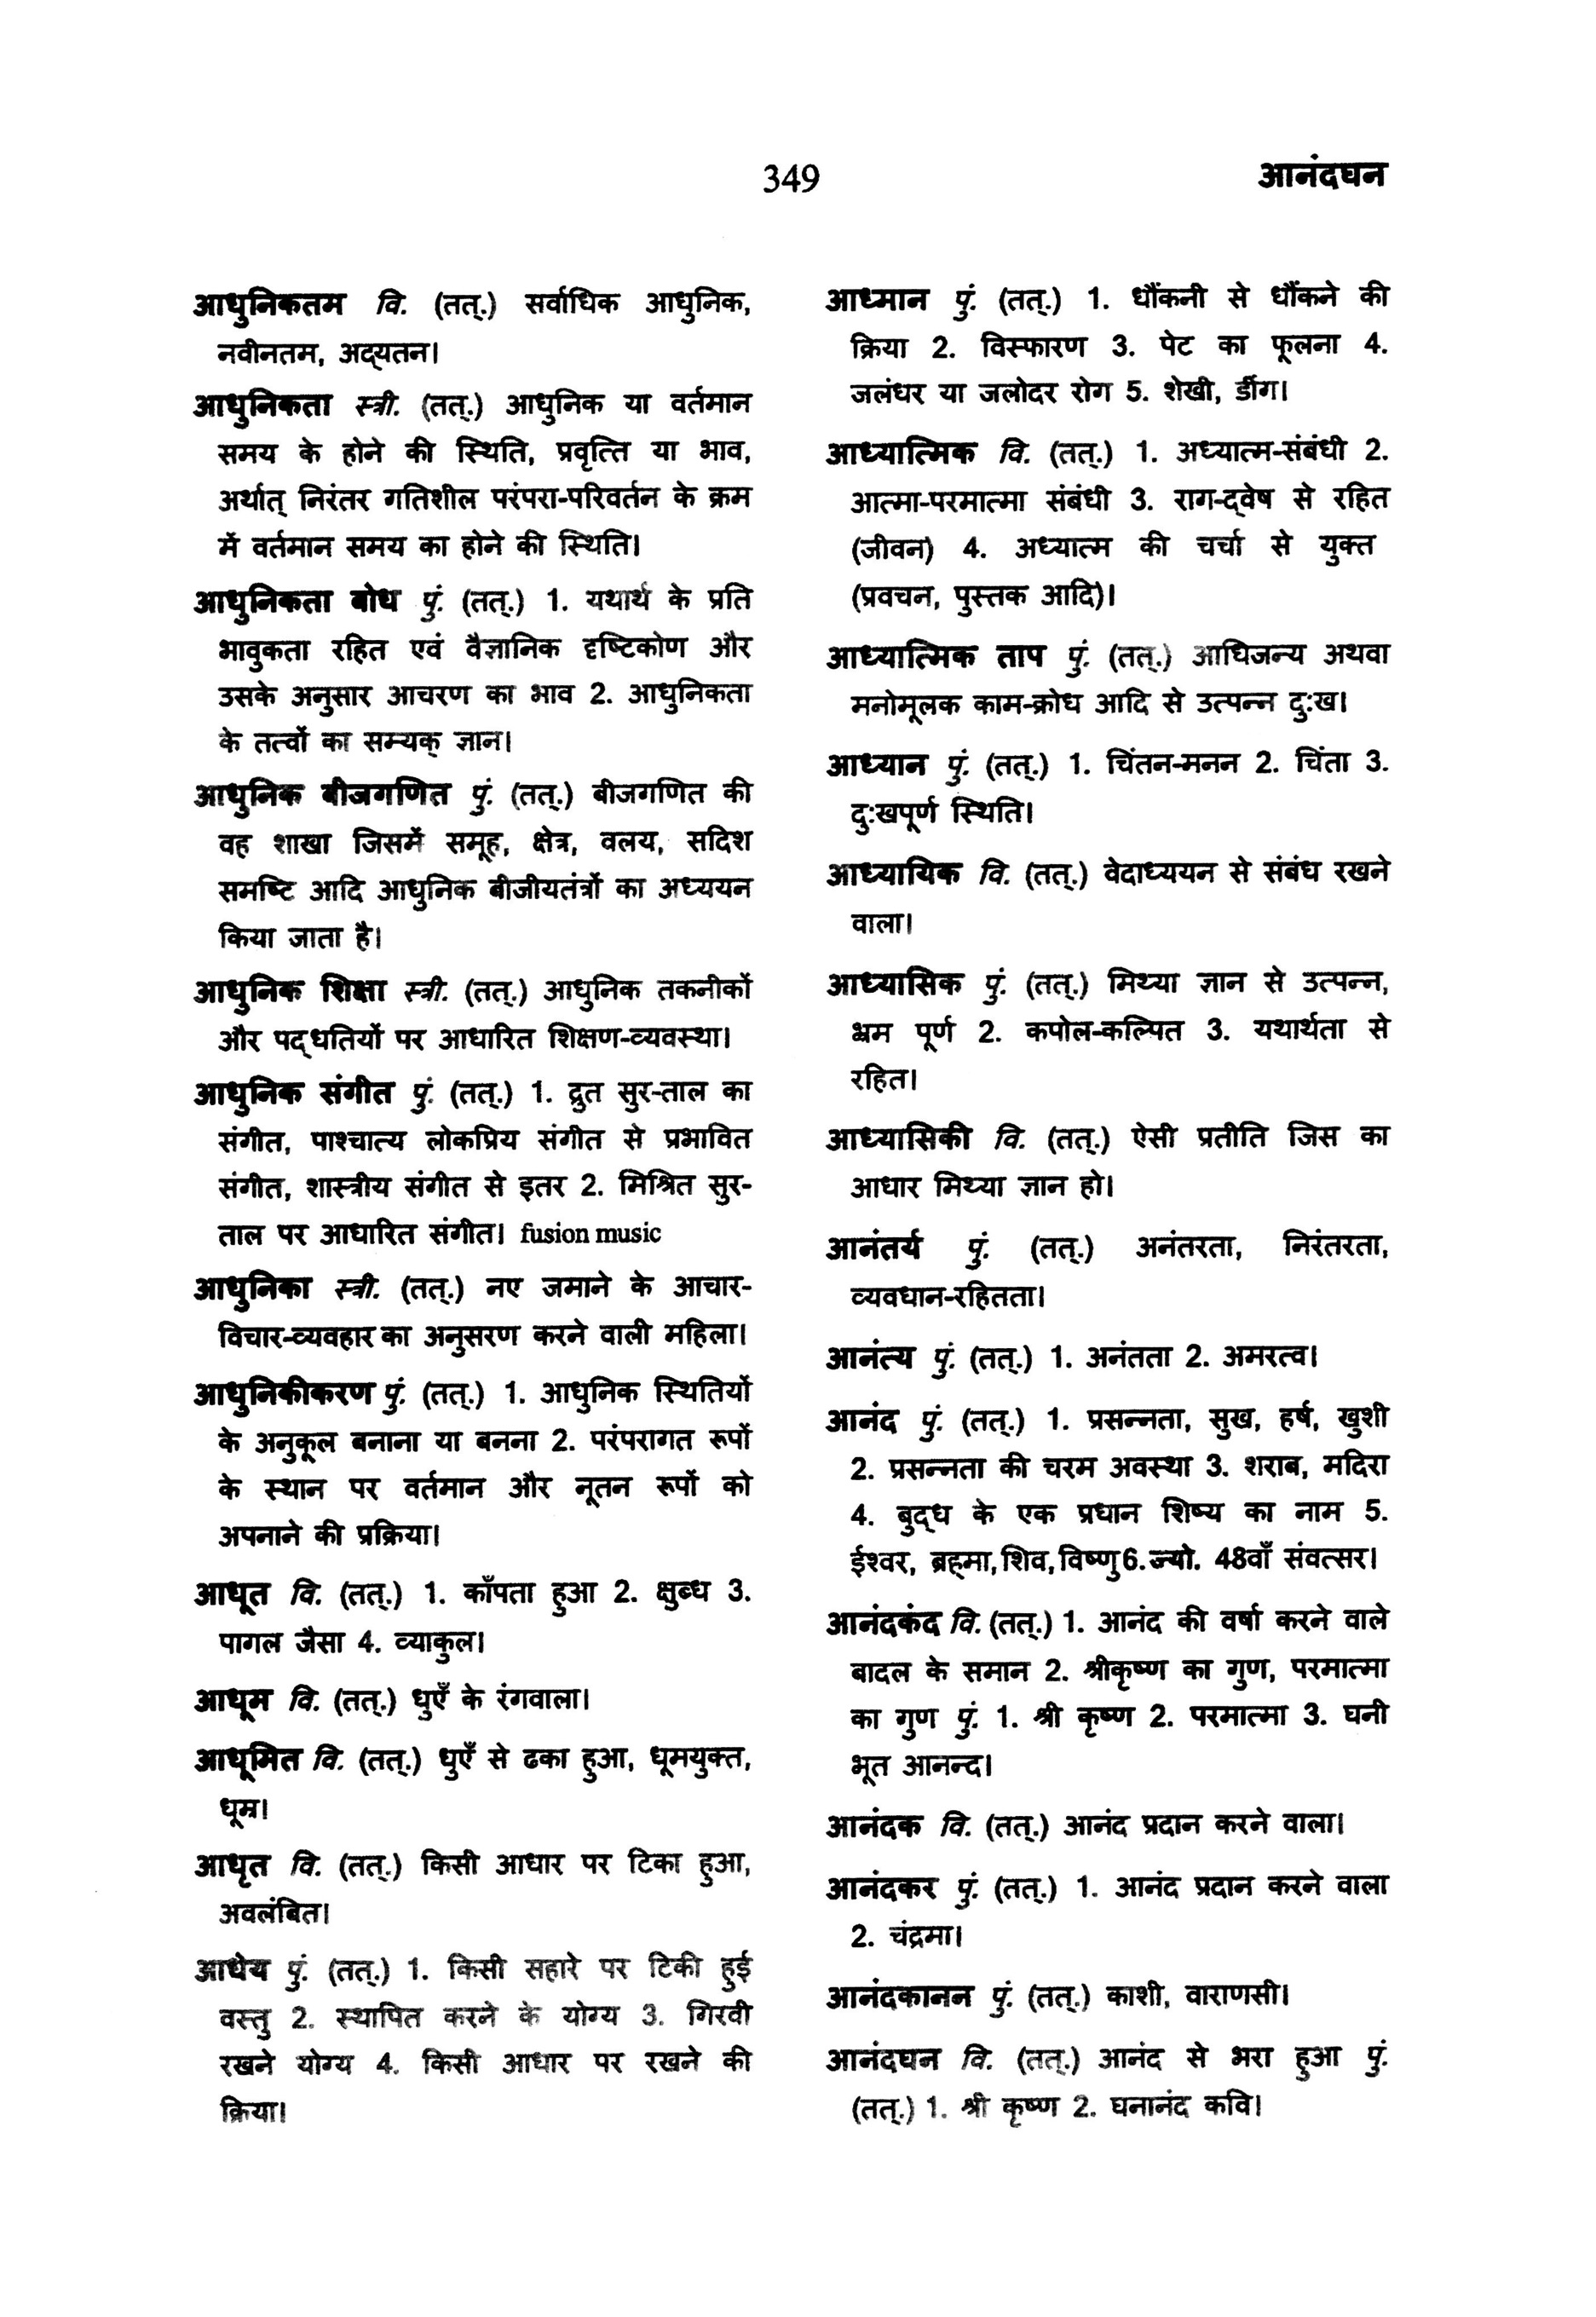 349
आनंदघन
आधुनिकतम वि. (तत्.) सर्वाधिक आधुनिक,
नवीनतम, अद्‌यतन।
आधुनिकता स्त्री. (तत्.) आधुनिक या वर्तमान
समय के होने की स्थिति, प्रवृत्ति या भाव,
अर्थात् निरंतर गतिशील परंपरा-परिवर्तन के क्रम
में वर्तमान समय का होने की स्थिति।
आधुनिकता बोध पुं. (तत्.) 1. यथार्थ के प्रति
भावुकता रहित एवं वैज्ञानिक दृष्टिकोण और
उसके अनुसार आचरण का भाव 2. आधुनिकता
के तत्वों का सम्यक् ज्ञान।
आधुनिक बीजगणित पुं. (तत्.) बीजगणित की
वह शाखा जिसमें समूह, क्षेत्र, वलय, सदिश
समष्टि आदि आधुनिक बीजीयतंत्रों का अध्ययन
किया जाता है।
आधुनिक शिक्षा स्त्री. (तत्.) आधुनिक तकनीकों
और पद्‌धतियों पर आधारित शिक्षण-व्यवस्था।
आधुनिक संगीत पुं. (तत्.) 1. द्रुत सुर-ताल का
संगीत, पाश्चात्य लोकप्रिय संगीत से प्रभावित
संगीत, शास्त्रीय संगीत से इतर 2. मिश्रित सुर-
ताल पर आधारित संगीत। fusion music
आधुनिका स्त्री. (तत्.) नए जमाने के आचार-
विचार-व्यवहार का अनुसरण करने वाली महिला।
आधुनिकीकरण पुं. (तत्.) 1. आधुनिक स्थितियों
के अनुकूल बनाना या बनना 2. परंपरागत रूपों
के स्थान पर वर्तमान और नूतन रूपों को
अपनाने की प्रक्रिया।
आधूत वि. (तत्.) 1. काँपता हुआ 2. क्षुब्ध 3.
पागल जैसा 4. व्याकुल।
आधूम वि. (तत्.) धुएँ के रंगवाला।
आधूमित वि. (तत्.) धुएँ से ढका हुआ, धूमयुक्त,
धूम्र।
आधृत वि. (तत्.) किसी आधार पर टिका हुआ,
अवलंबित।
आधेय पुं. (तत्.) 1. किसी सहारे पर टिकी हुई
वस्तु 2. स्थापित करने के योग्य 3. गिरवी
रखने योग्य 4. किसी आधार पर रखने की
क्रिया।
आध्मान पुं. (तत्.) 1. धौंकनी से धौंकने की
क्रिया 2. विस्फारण 3. पेट का फूलना 4.
जलंधर या जलोदर रोग 5. शेखी, डींग।
आध्यात्मिक वि. (तत्.) 1. अध्यात्म-संबंधी 2.
आत्मा-परमात्मा संबंधी 3. राग-द्‌वेष से रहित
(जीवन) 4. अध्यात्म की चर्चा से युक्त
(प्रवचन, पुस्तक आदि)।
आध्यात्मिक ताप पुं. (तत्.) आधिजन्य अथवा
मनोमूलक काम-क्रोध आदि से उत्पन्न दुःख।
आध्यान पुं. (तत्.) 1. चिंतन-मनन 2. चिंता 3.
दुःखपूर्ण स्थिति।
आध्यायिक वि. (तत्.) वेदाध्ययन से संबंध रखने
वाला।
आध्यासिक पुं. (तत्.) मिथ्या ज्ञान से उत्पन्न,
भ्रम पूर्ण 2. कपोल-कल्पित 3. यथार्थता से
रहित।
आध्यासिकी वि. (तत्.) ऐसी प्रतीति जिस का
आधार मिथ्या ज्ञान हो।
आनंतर्य पुं. (तत्.) अनंतरता, निरंतरता,
व्यवधान-रहितता।
आनंत्य पुं. (तत्.) 1. अनंतता 2. अमरत्व।
आनंद पुं. (तत्.) 1. प्रसन्नता, सुख, हर्ष, खुशी
2. प्रसन्नता की चरम अवस्था 3. शराब, मदिरा
4. बुद्‌ध के एक प्रधान शिष्य का नाम 5.
ईश्वर, ब्रह्‌मा, शिव, विष्णु 6. ज्यो. 48वाँ संवत्सर।
आनंदकंद वि. (तत्.) 1. आनंद की वर्षा करने वाले
बादल के समान 2. श्रीकृष्ण का गुण, परमात्मा
का गुण पुं. 1. श्री कृष्ण 2. परमात्मा 3. घनी
भूत आनन्द।
आनंदक वि. (तत्.) आनंद प्रदान करने वाला।
आनंदकर पुं. (तत्.) 1. आनंद प्रदान करने वाला
2. चंद्रमा।
आनंदकानन पुं. (तत्.) काशी, वाराणसी।
आनंदघन वि. (तत्.) आनंद से भरा हुआ पुं.
(तत्.) 1. श्री कृष्ण 2. घनानंद कवि।